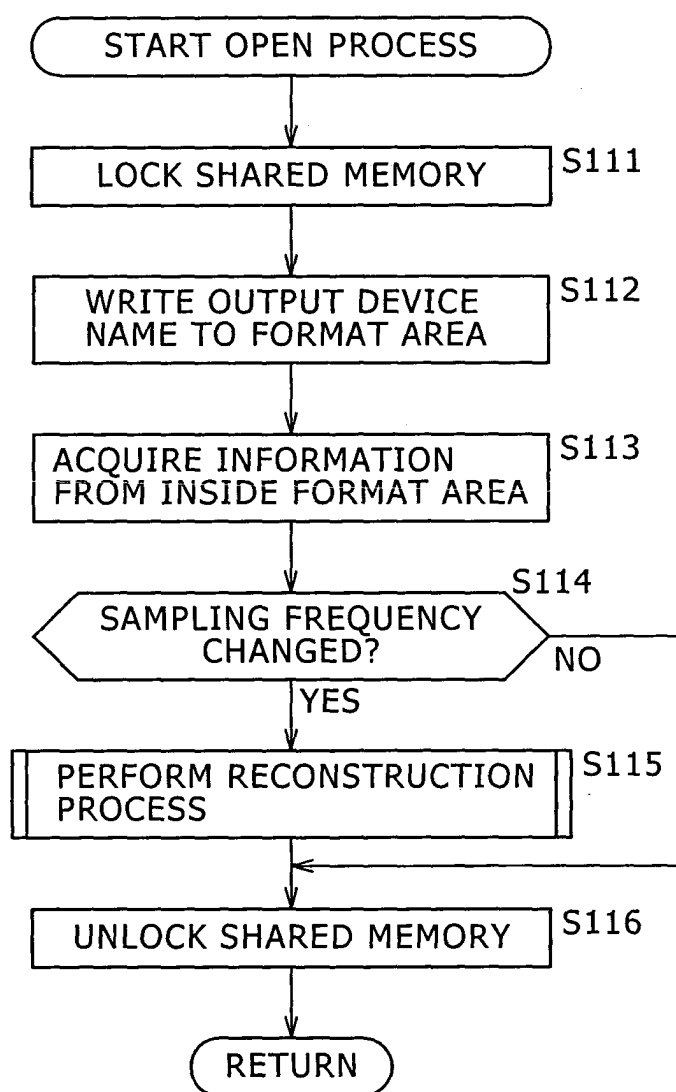 START OPEN PROCESS
LOCK SHARED MEMORY
S111
WRITE OUTPUT DEVICE
NAME TO FORMAT AREA
S112
ACQUIRE INFORMATION
FROM INSIDE FORMAT AREA
S113
SAMPLING FREQUENCY
CHANGED?
S114
NO
YES
PERFORM RECONSTRUCTION
PROCESS
S115
UNLOCK SHARED MEMORY
S116
RETURN